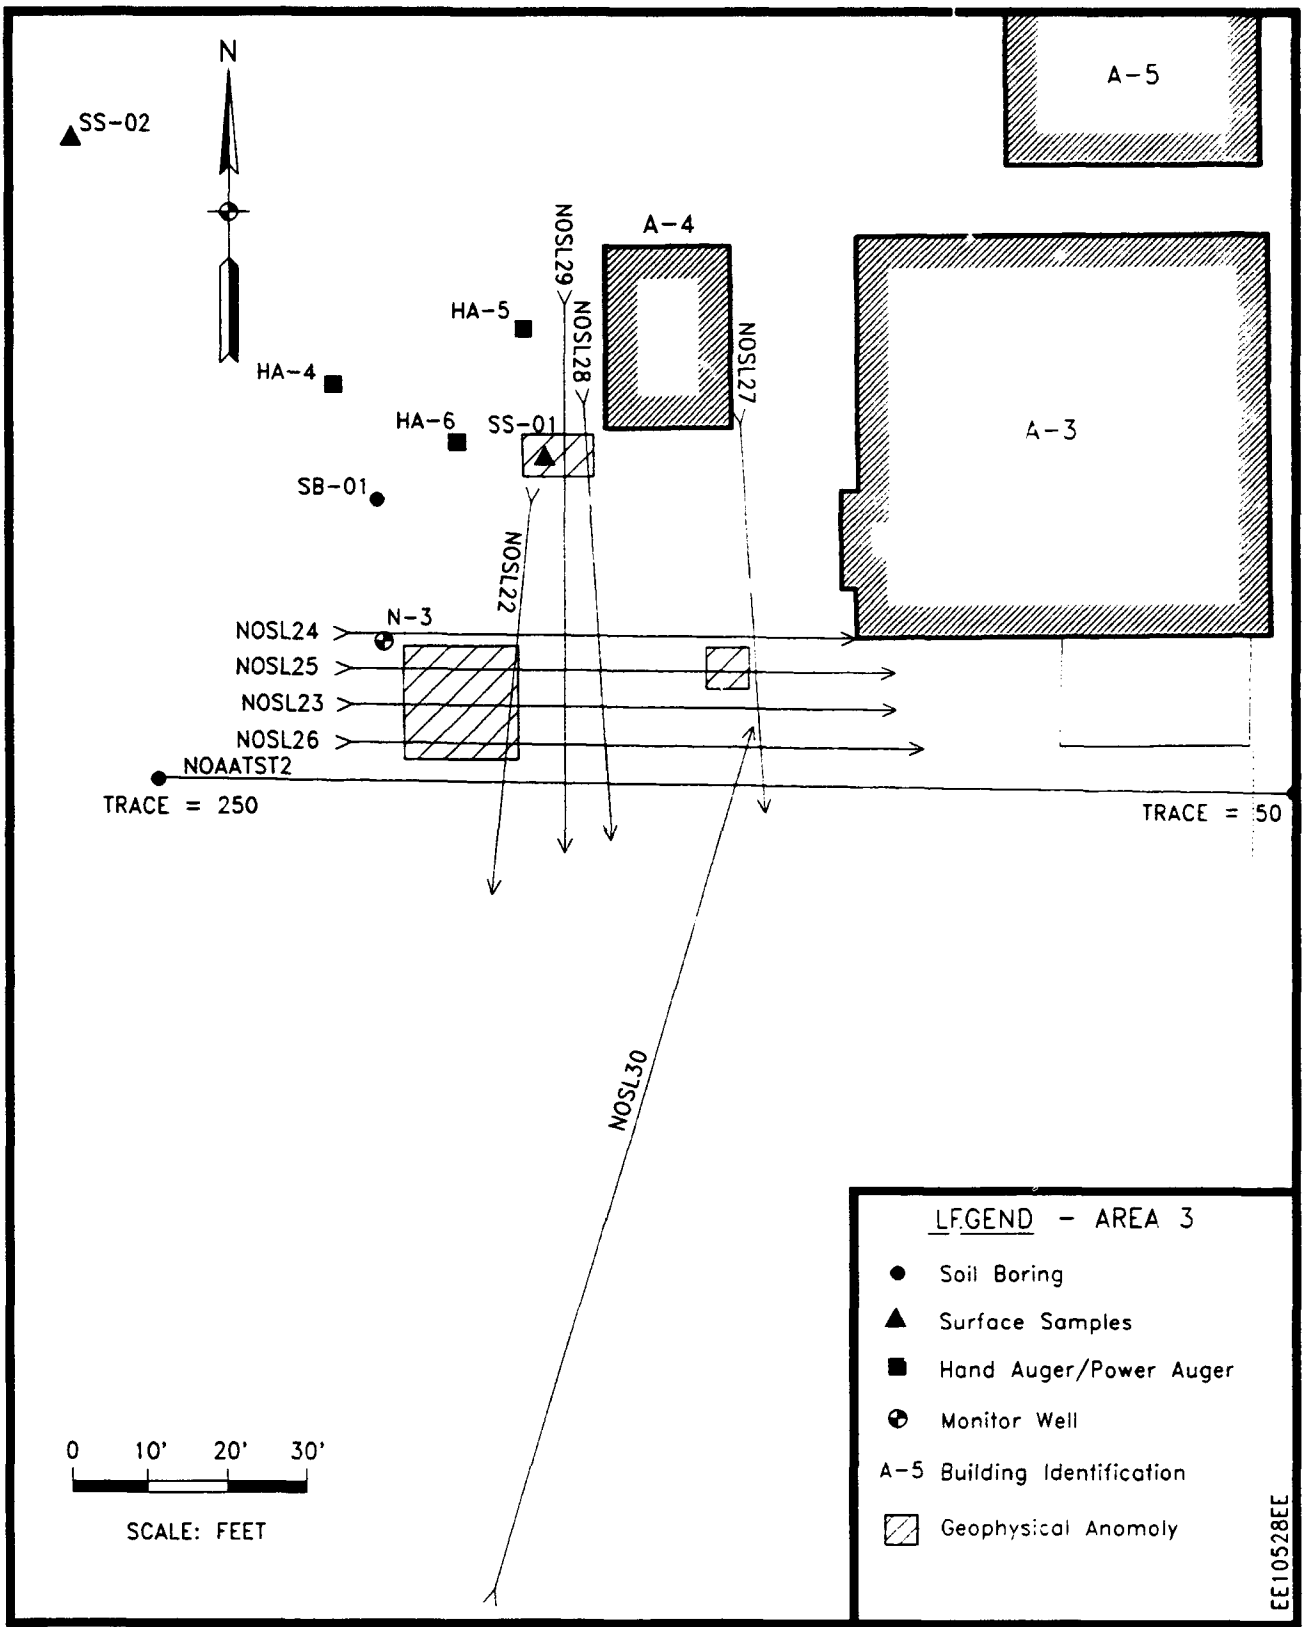 N
A-5
SS-02
NOSL29
A-4
HA-5
NOSL28
NOSL27
HA-4
HA-6
SS-01
A-3
SB-01
NOSL22
N-3
NOSL24
NOSL25
NOSL23
NOSL26
NOAATST2
TRACE = 250
TRACE = 50
NOSL30
LEGEND - AREA 3
Soil Boring
Surface Samples
Hand Auger/Power Auger
Monitor Well
A-5 Building Identification
Geophysical Anomoly
0 10' 20' 30'
SCALE: FEET
EE10528EE